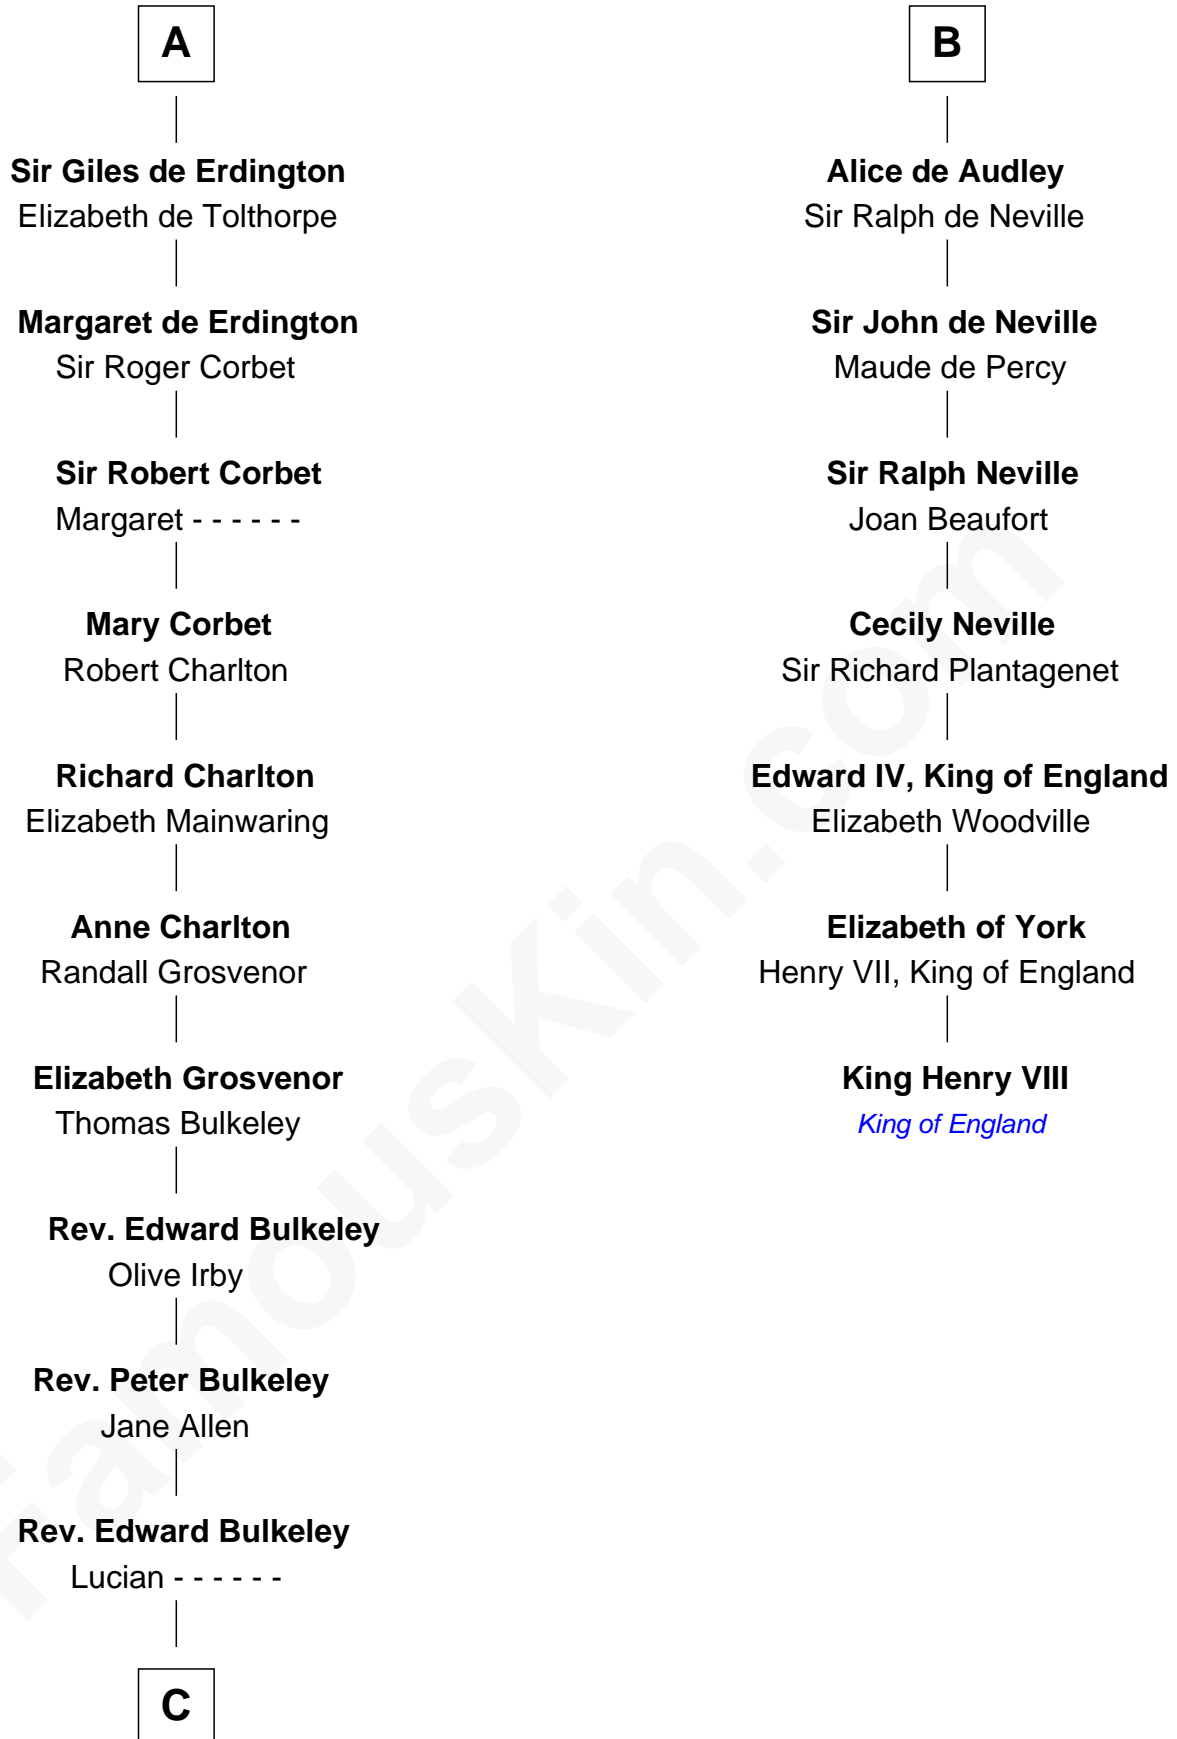 A
Sir Giles de Erdington
Elizabeth de Tolthorpe
Margaret de Erdington
Sir Roger Corbet
Sir Robert Corbet
Margaret - - - - - -
Mary Corbet
Robert Charlton
Richard Charlton
Elizabeth Mainwaring
Anne Charlton
Randall Grosvenor
Elizabeth Grosvenor
Thomas Bulkeley
Rev. Edward Bulkeley
Olive Irby
Rev. Peter Bulkeley
Jane Allen
Rev. Edward Bulkeley
Lucian - - - - - -
C
B
Alice de Audley
Sir Ralph de Neville
Sir John de Neville
Maude de Percy
Sir Ralph Neville
Joan Beaufort
Cecily Neville
Sir Richard Plantagenet
Edward IV, King of England
Elizabeth Woodville
Elizabeth of York
Henry VII, King of England
King Henry VIII
King of England
FamousKin.com